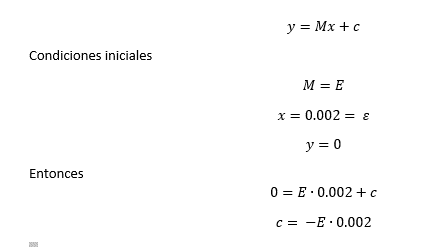 y = Mx + c
Condiciones iniciales
M = E
x = 0.002 = ε
y = 0
Entonces
0 = E · 0.002 + c
c = −E · 0.002